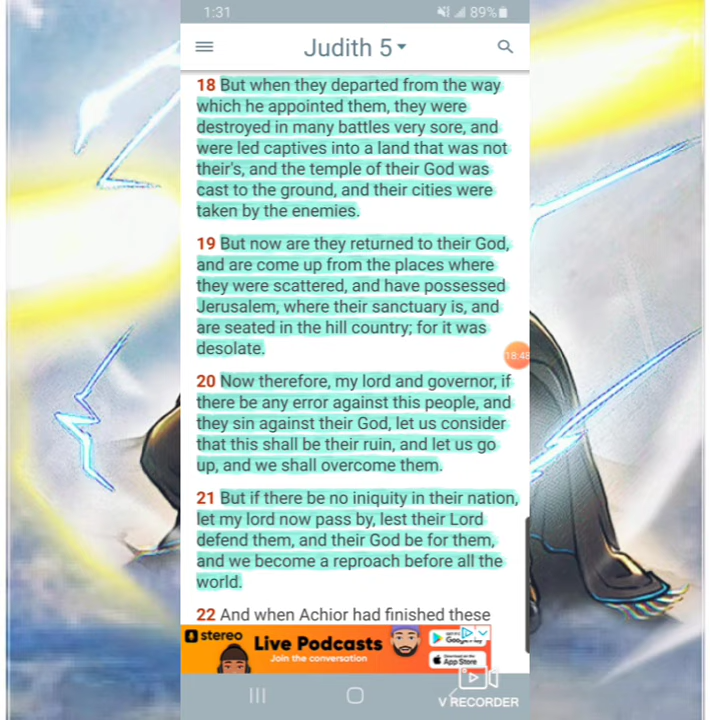 1:31
89%
Judith 5
18 But when they departed from the way
which he appointed them, they were
destroyed in many battles very sore, and
were led captives into a land that was not
their's, and the temple of their God was
cast to the ground, and their cities were
taken by the enemies.
19 But now are they returned to their God,
and are come up from the places where
they were scattered, and have possessed
Jerusalem, where their sanctuary is, and
are seated in the hill country; for it was
desolate.
18:48
20 Now therefore, my lord and governor, if
there be any error against this people, and
they sin against their God, let us consider
that this shall be their ruin, and let us go
up, and we shall overcome them.
21 But if there be no iniquity in their nation,
let my lord now pass by, lest their Lord
defend them, and their God be for them,
and we become a reproach before all the
world.
22 And when Achior had finished these
stereo
Live Podcasts
Join the conversation
App Store
V RECORDER